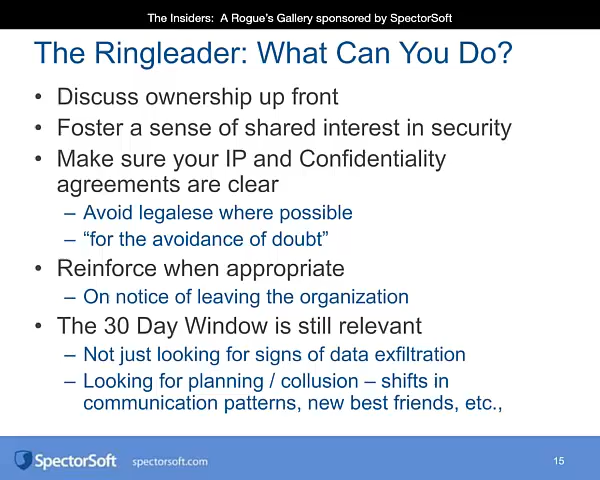 The Insiders: A Rogue's Gallery sponsored by SpectorSoft
The Ringleader: What Can You Do?
• Discuss ownership up front
• Foster a sense of shared interest in security
• Make sure your IP and Confidentiality
agreements are clear
– Avoid legalese where possible
– “for the avoidance of doubt”
• Reinforce when appropriate
– On notice of leaving the organization
• The 30 Day Window is still relevant
– Not just looking for signs of data exfiltration
– Looking for planning / collusion – shifts in
communication patterns, new best friends, etc.,
SpectorSoft spectorsoft.com 15